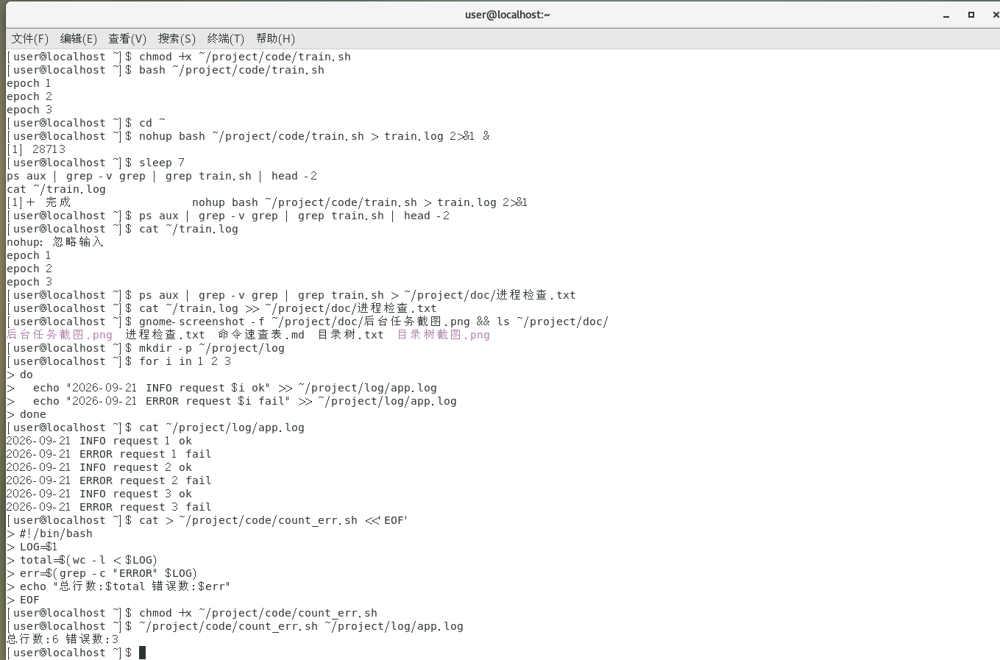 user@localhost:~
文件(F) 编辑(E) 查看(V) 搜索(S) 终端(T) 帮助(H)
[user@localhost ~]$ chmod +x ~/project/code/train.sh
[user@localhost ~]$ bash ~/project/code/train.sh
epoch 1
epoch 2
epoch 3
[user@localhost ~]$ cd ~
[user@localhost ~]$ nohup bash ~/project/code/train.sh > train.log 2>&1 &
[1] 28713
[user@localhost ~]$ sleep 7
ps aux | grep -v grep | grep train.sh | head -2
cat ~/train.log
[1]+ 完成                  nohup bash ~/project/code/train.sh > train.log 2>&1
[user@localhost ~]$ ps aux | grep -v grep | grep train.sh | head -2
[user@localhost ~]$ cat ~/train.log
nohup: 忽略输入
epoch 1
epoch 2
epoch 3
[user@localhost ~]$ ps aux | grep -v grep | grep train.sh > ~/project/doc/进程检查.txt
[user@localhost ~]$ cat ~/train.log >> ~/project/doc/进程检查.txt
[user@localhost ~]$ gnome-screenshot -f ~/project/doc/后台任务截图.png && ls ~/project/doc/
后台任务截图.png  进程检查.txt  命令速查表.md  目录树.txt  目录树截图.png
[user@localhost ~]$ mkdir -p ~/project/log
[user@localhost ~]$ for i in 1 2 3
> do
>   echo "2026-09-21 INFO request $i ok" >> ~/project/log/app.log
>   echo "2026-09-21 ERROR request $i fail" >> ~/project/log/app.log
> done
[user@localhost ~]$ cat ~/project/log/app.log
2026-09-21 INFO request 1 ok
2026-09-21 ERROR request 1 fail
2026-09-21 INFO request 2 ok
2026-09-21 ERROR request 2 fail
2026-09-21 INFO request 3 ok
2026-09-21 ERROR request 3 fail
[user@localhost ~]$ cat > ~/project/code/count_err.sh <<'EOF'
> #!/bin/bash
> LOG=$1
> total=$(wc -l < $LOG)
> err=$(grep -c "ERROR" $LOG)
> echo "总行数:$total 错误数:$err"
> EOF
[user@localhost ~]$ chmod +x ~/project/code/count_err.sh
[user@localhost ~]$ ~/project/code/count_err.sh ~/project/log/app.log
总行数:6 错误数:3
[user@localhost ~]$